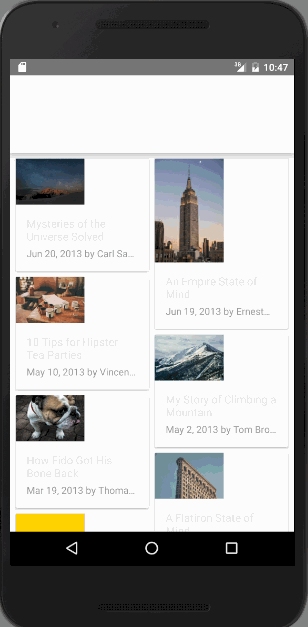 3G 10:47
Mysteries of the
Universe Solved
Jun 20, 2013 by Carl Sa...
An Empire State of
Mind
Jun 19, 2013 by Ernest...
10 Tips for Hipster
Tea Parties
May 10, 2013 by Vincen...
My Story of Climbing a
Mountain
May 2, 2013 by Tom Bro...
How Fido Got His
Bone Back
Mar 19, 2013 by Thoma...
A Flatiron State of
Mind